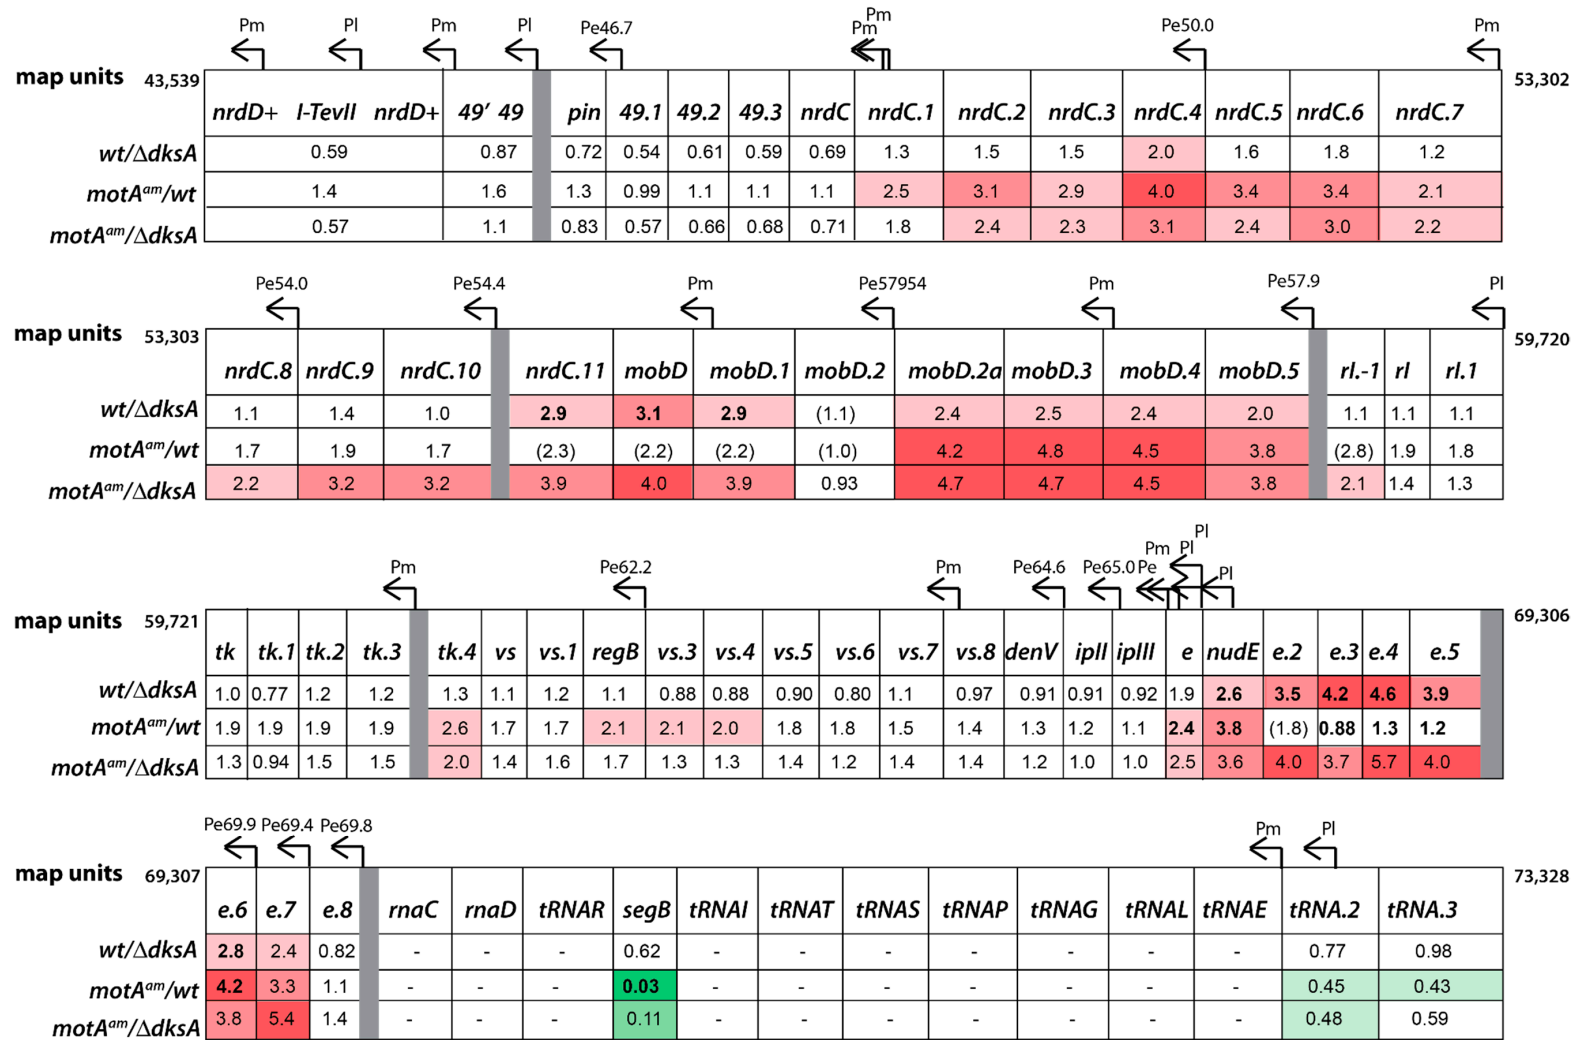 Pm Pl Pm Pl Pe46.7 Pm Pm Pe50.0 Pm
map units 43,539 53,302
nrdD+ I-TevII nrdD+ 49’ 49 pin 49.1 49.2 49.3 nrdC nrdC.1 nrdC.2 nrdC.3 nrdC.4 nrdC.5 nrdC.6 nrdC.7
wt/ΔdksA 0.59 0.87 0.72 0.54 0.61 0.59 0.69 1.3 1.5 1.5 2.0 1.6 1.8 1.2
motAam/wt 1.4 1.6 1.3 0.99 1.1 1.1 1.1 2.5 3.1 2.9 4.0 3.4 3.4 2.1
motAam/ΔdksA 0.57 1.1 0.83 0.57 0.66 0.68 0.71 1.8 2.4 2.3 3.1 2.4 3.0 2.2
Pe54.0 Pe54.4 Pm Pe57954 Pm Pe57.9 Pl
map units 53,303 59,720
nrdC.8 nrdC.9 nrdC.10 nrdC.11 mobD mobD.1 mobD.2 mobD.2a mobD.3 mobD.4 mobD.5 rI.-1 rI rI.1
wt/ΔdksA 1.1 1.4 1.0 2.9 3.1 2.9 (1.1) 2.4 2.5 2.4 2.0 1.1 1.1 1.1
motAam/wt 1.7 1.9 1.7 (2.3) (2.2) (2.2) (1.0) 4.2 4.8 4.5 3.8 (2.8) 1.9 1.8
motAam/ΔdksA 2.2 3.2 3.2 3.9 4.0 3.9 0.93 4.7 4.7 4.5 3.8 2.1 1.4 1.3
Pm Pe62.2 Pm Pe64.6 Pe65.0 Pe Pm Pl Pl Pl
map units 59,721 69,306
tk tk.1 tk.2 tk.3 tk.4 vs vs.1 regB vs.3 vs.4 vs.5 vs.6 vs.7 vs.8 denV ipII ipIII e nudE e.2 e.3 e.4 e.5
wt/ΔdksA 1.0 0.77 1.2 1.2 1.3 1.1 1.2 1.1 0.88 0.88 0.90 0.80 1.1 0.97 0.91 0.91 0.92 1.9 2.6 3.5 4.2 4.6 3.9
motAam/wt 1.9 1.9 1.9 1.9 2.6 1.7 1.7 2.1 2.1 2.0 1.8 1.8 1.5 1.4 1.3 1.2 1.1 2.4 3.8 (1.8) 0.88 1.3 1.2
motAam/ΔdksA 1.3 0.94 1.5 1.5 2.0 1.4 1.6 1.7 1.3 1.3 1.4 1.2 1.4 1.4 1.2 1.0 1.0 2.5 3.6 4.0 3.7 5.7 4.0
Pe69.9 Pe69.4 Pe69.8 Pm Pl
map units 69,307 73,328
e.6 e.7 e.8 rnaC rnaD tRNAR segB tRNAI tRNAT tRNAS tRNAP tRNAG tRNAL tRNAE tRNA.2 tRNA.3
wt/ΔdksA 2.8 2.4 0.82 - - - 0.62 - - - - - - - 0.77 0.98
motAam/wt 4.2 3.3 1.1 - - - 0.03 - - - - - - - 0.45 0.43
motAam/ΔdksA 3.8 5.4 1.4 - - - 0.11 - - - - - - - 0.48 0.59